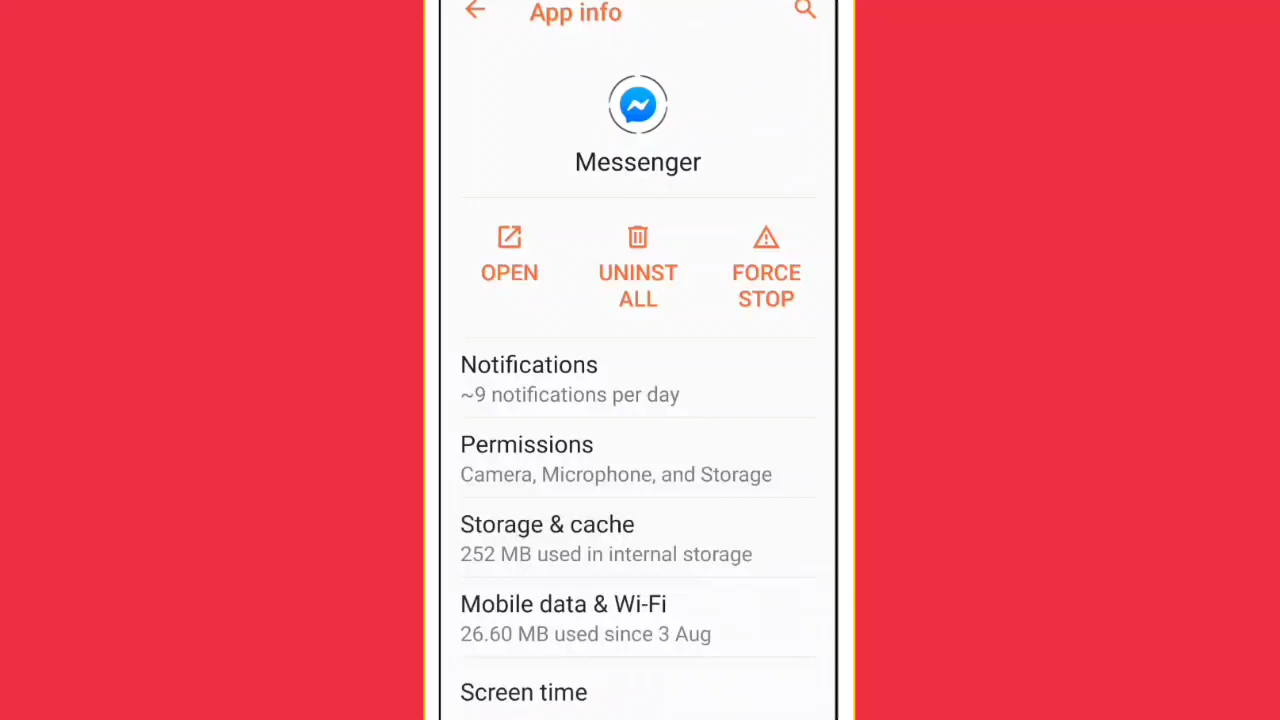 App info
Messenger
OPEN
UNINST
ALL
FORCE
STOP
Notifications
~9 notifications per day
Permissions
Camera, Microphone, and Storage
Storage & cache
252 MB used in internal storage
Mobile data & Wi-Fi
26.60 MB used since 3 Aug
Screen time